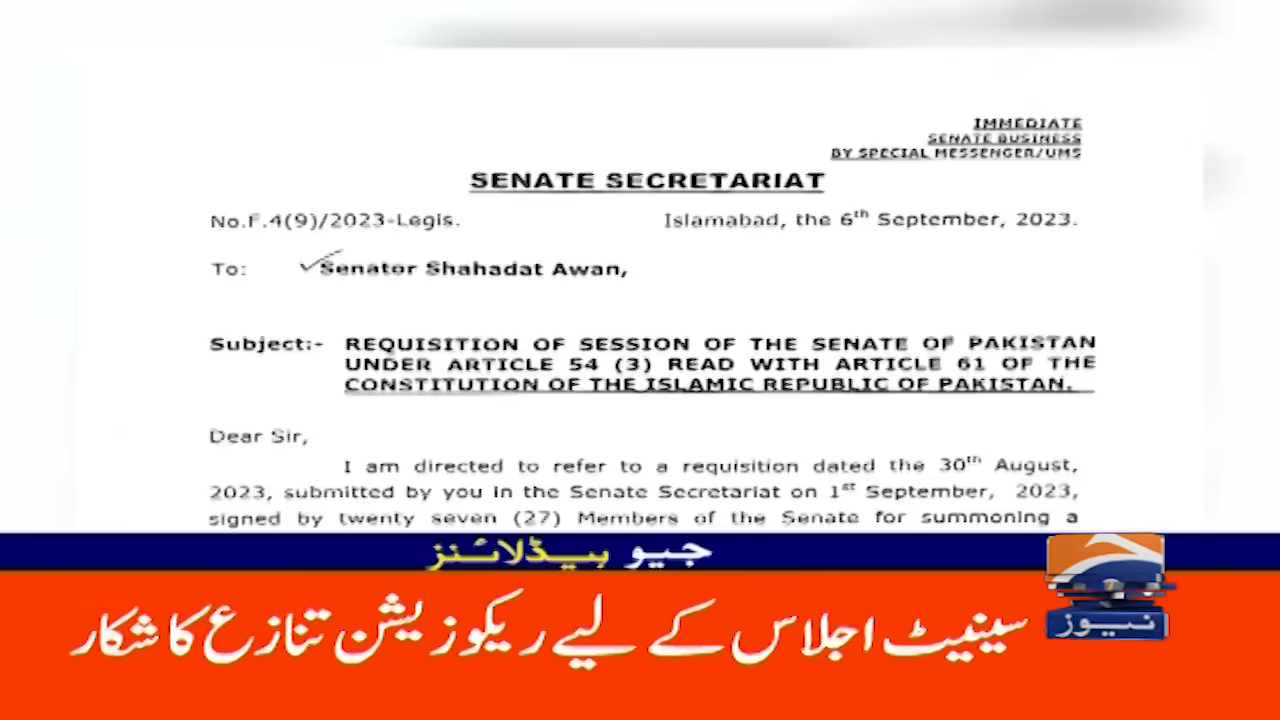 IMMEDIATE
SENATE BUSINESS
BY SPECIAL MESSENGER/UMS
SENATE SECRETARIAT
No.F.4(9)/2023-Legis. Islamabad, the 6th September, 2023.
To: Senator Shahadat Awan,
Subject:- REQUISITION OF SESSION OF THE SENATE OF PAKISTAN
UNDER ARTICLE 54 (3) READ WITH ARTICLE 61 OF THE
CONSTITUTION OF THE ISLAMIC REPUBLIC OF PAKISTAN.
Dear Sir,
I am directed to refer to a requisition dated the 30th August,
2023, submitted by you in the Senate Secretariat on 1st September, 2023,
signed by twenty seven (27) Members of the Senate for summoning a
جیو ہیڈلائنز
سینیٹ اجلاس کے لیے ریکوزیشن تنازع کا شکار
نیوز